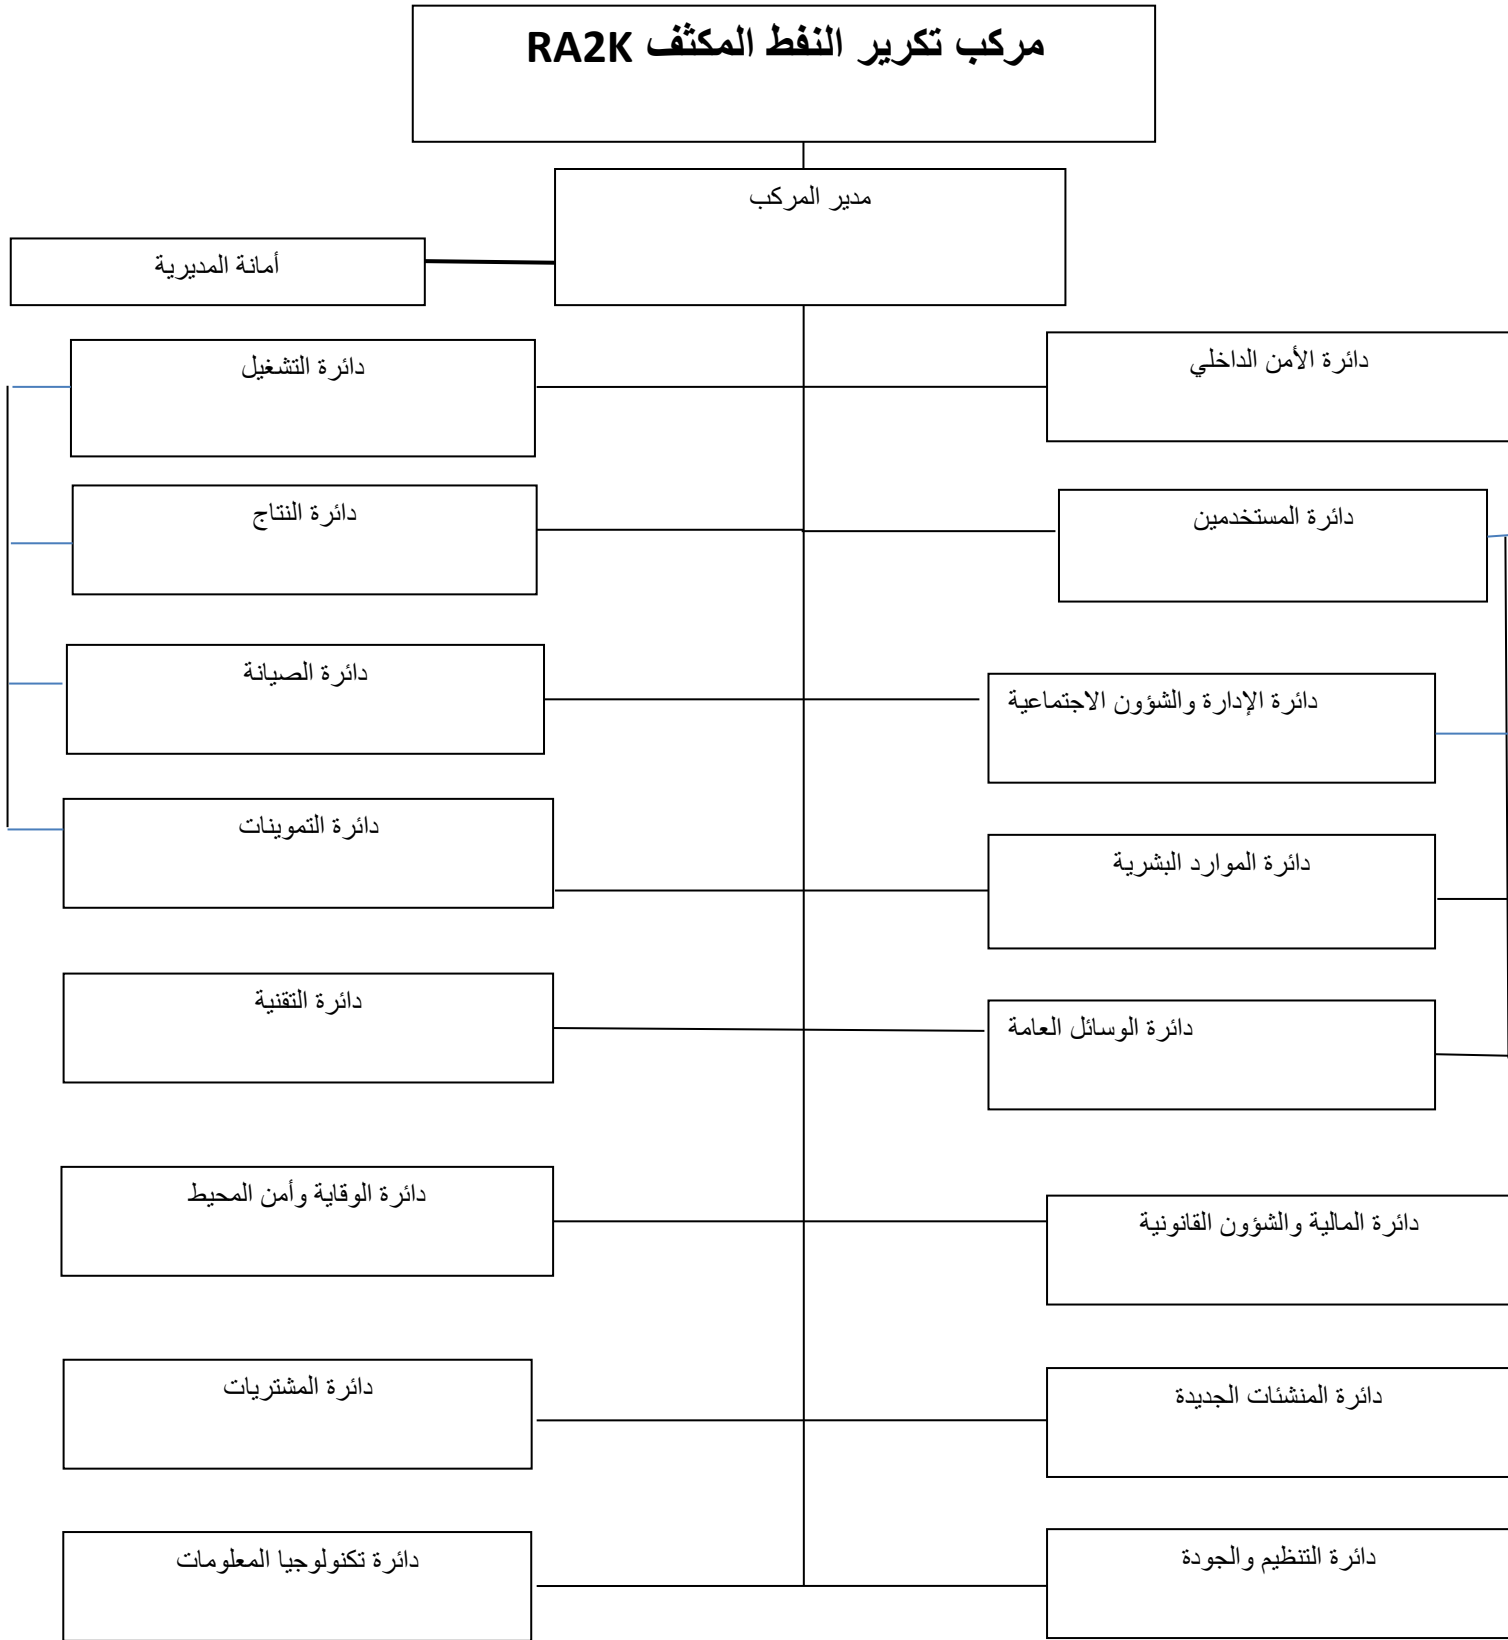 مركب تكرير النفط المكثف RA2K
مدير المركب
أمانة المديرية
دائرة الأمن الداخلي
دائرة التشغيل
دائرة المستخدمين
دائرة النتاج
دائرة الإدارة والشؤون الاجتماعية
دائرة الصيانة
دائرة الموارد البشرية
دائرة التموينات
دائرة الوسائل العامة
دائرة التقنية
دائرة المالية والشؤون القانونية
دائرة الوقاية وأمن المحيط
دائرة المنشئات الجديدة
دائرة المشتريات
دائرة التنظيم والجودة
دائرة تكنولوجيا المعلومات